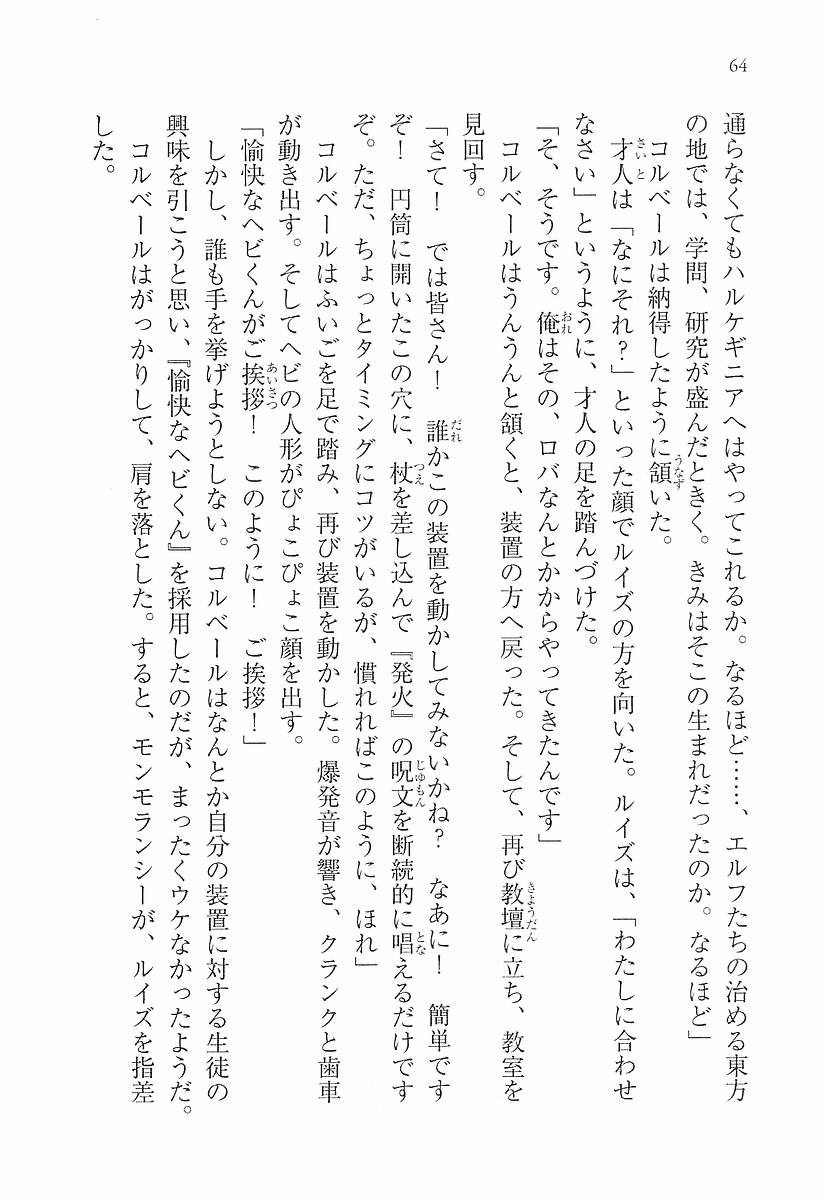 64
通らなくてもハルケギニアへはやってこれるか。なるほど……、エルフたちの治める東方
の地では、学問、研究が盛んだときく。きみはそこの生まれだったのか。なるほど」
コルベールは納得したように頷いた。
才人は「なにそれ？」といった顔でルイズの方を向いた。ルイズは、「わたしに合わせ
なさい」というように、才人の足を踏んづけた。
「そ、そうです。俺はその、ロバなんとかからやってきたんです」
コルベールはうんうんと頷くと、装置の方へ戻った。そして、再び教壇に立ち、教室を
見回す。
「さて！　では皆さん！　誰かこの装置を動かしてみないかね？　なあに！　簡単です
ぞ！　円筒に開いたこの穴に、杖を差し込んで『発火』の呪文を断続的に唱えるだけです
ぞ。ただ、ちょっとタイミングにコツがいるが、慣れればこのように、ほれ」
コルベールはふいごを足で踏み、再び装置を動かした。爆発音が響き、クランクと歯車
が動き出す。そしてヘビの人形がぴょこぴょこ顔を出す。
「愉快なヘビくんがご挨拶！　このように！　ご挨拶！」
しかし、誰も手を挙げようとしない。コルベールはなんとか自分の装置に対する生徒の
興味を引こうと思い、『愉快なヘビくん』を採用したのだが、まったくウケなかったようだ。
コルベールはがっかりして、肩を落とした。すると、モンモランシーが、ルイズを指差
した。